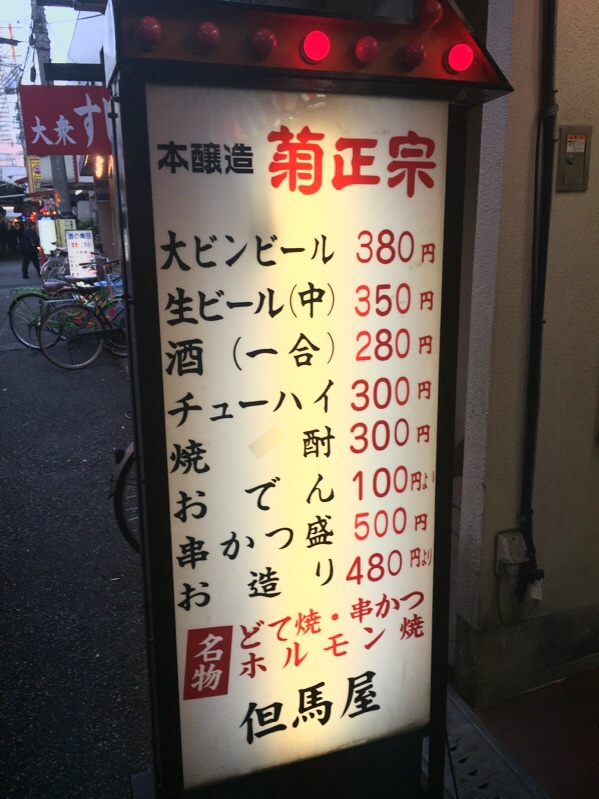 大衆す
本醸造 菊正宗
大ビンビール 380円
生ビール(中) 350円
酒(一合) 280円
チューハイ 300円
焼酎 300円
おでん 100円より
串かつ盛 500円
お造り 480円より
名物
どて焼・串かつ
ホルモン焼
但馬屋